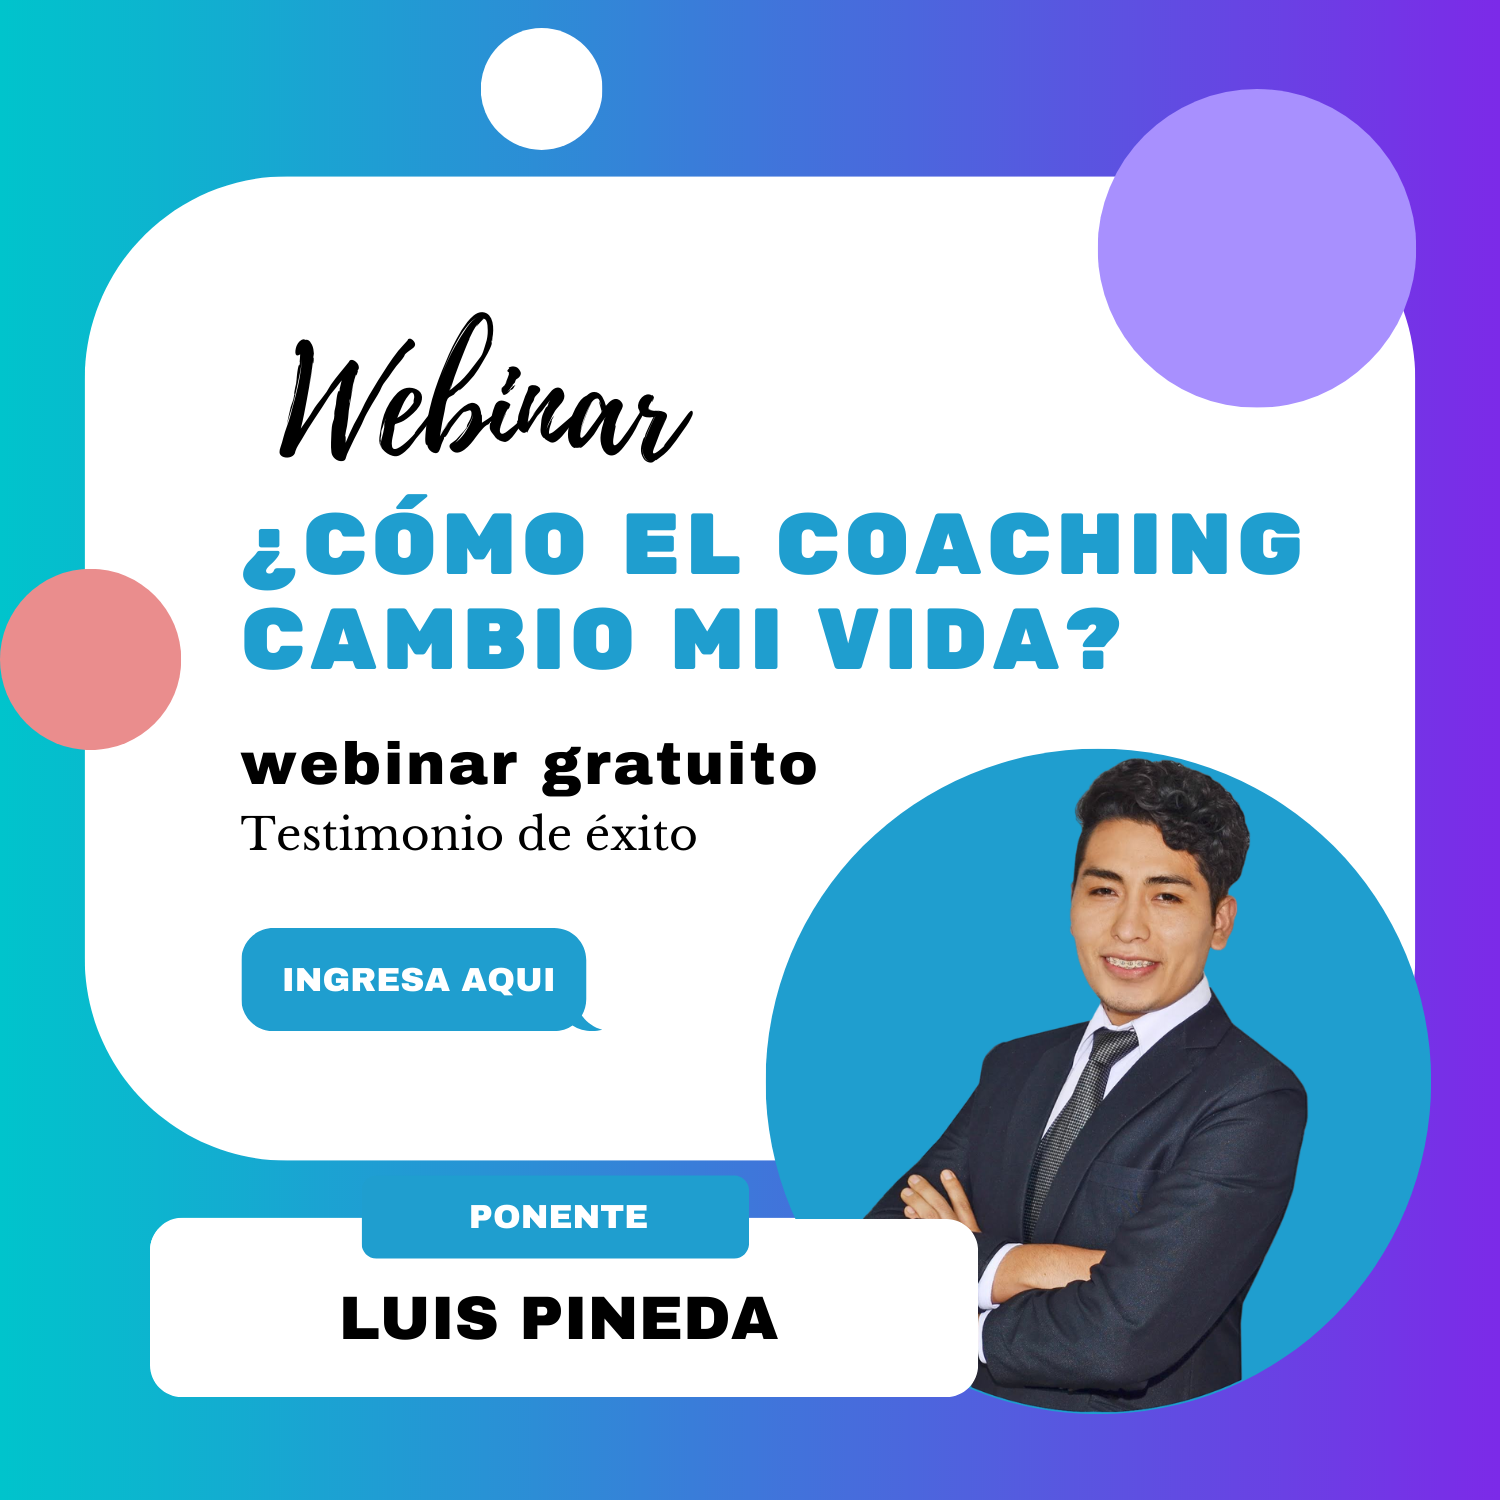 Webinar
¿CÓMO EL COACHING
CAMBIO MI VIDA?
webinar gratuito
Testimonio de éxito
INGRESA AQUI
PONENTE
LUIS PINEDA